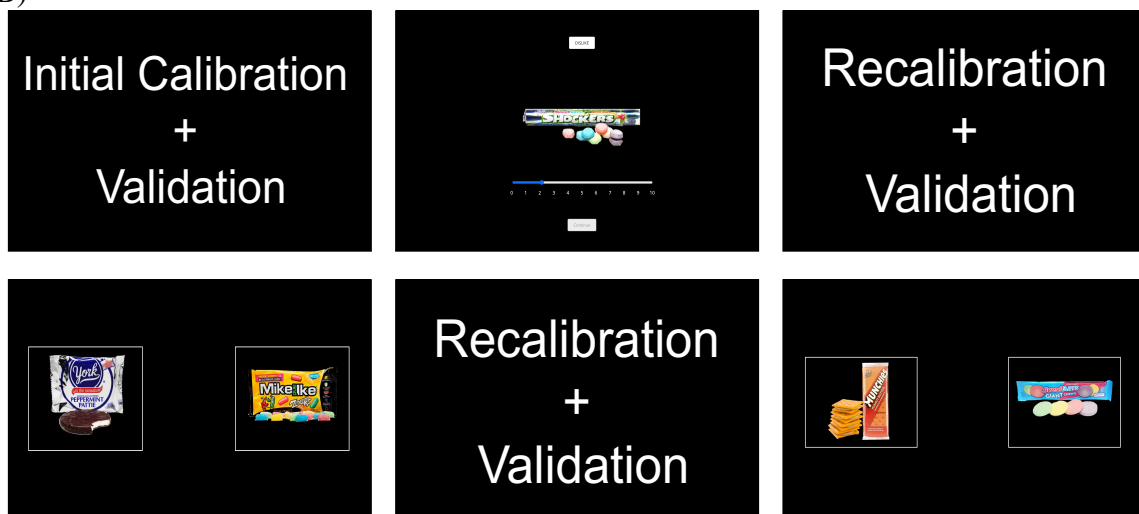 D)
Initial Calibration
+
Validation
DISLIKE
SHOCKERS
0 1 2 3 4 5 6 7 8 9 10
Continue
Recalibration
+
Validation
York
PEPPERMINT
PATTIE
Mike and Ike
Recalibration
+
Validation
MUNCHIES
GIANT